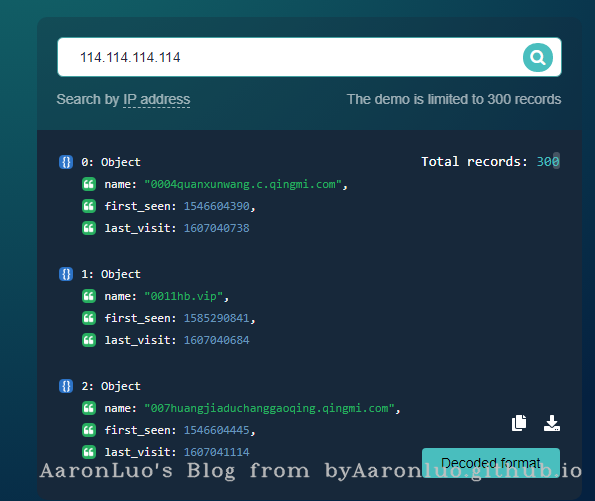 114.114.114.114
Search by IP address
The demo is limited to 300 records
{} 0: Object
Total records: 300
name: "0004quanxunwang.c.qingmi.com",
first_seen: 1546604390,
last_visit: 1607040738
{} 1: Object
name: "0011hb.vip",
first_seen: 1585290841,
last_visit: 1607040684
{} 2: Object
name: "007huangjiaduchanggaoqing.qingmi.com",
first_seen: 1546604445,
last_visit: 1607041114
Decoded format
AaronLuo's Blog from byAaronluo.github.io